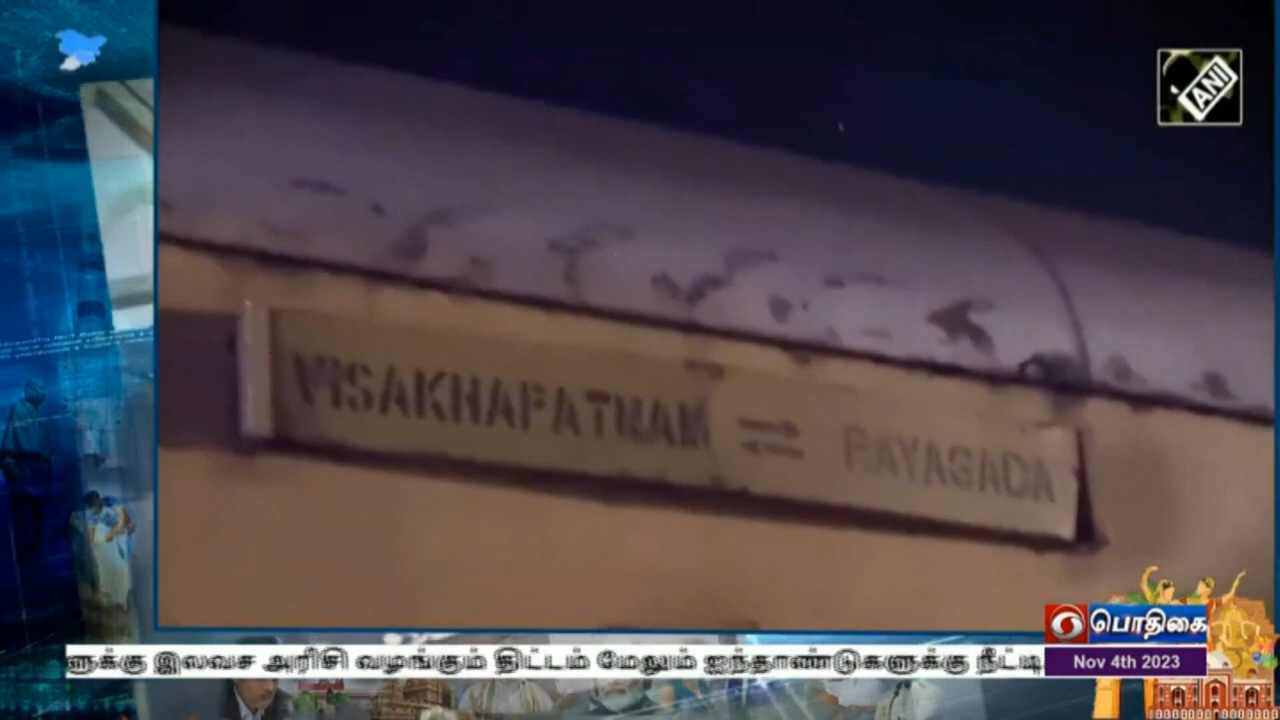 ANI
VISAKHAPATNAM ⇌ RAYAGADA
பொதிகை
ளுக்கு இலவச அரிசி வழங்கும் திட்டம் மேலும் ஐந்தாண்டுகளுக்கு நீட்டி
Nov 4th 2023